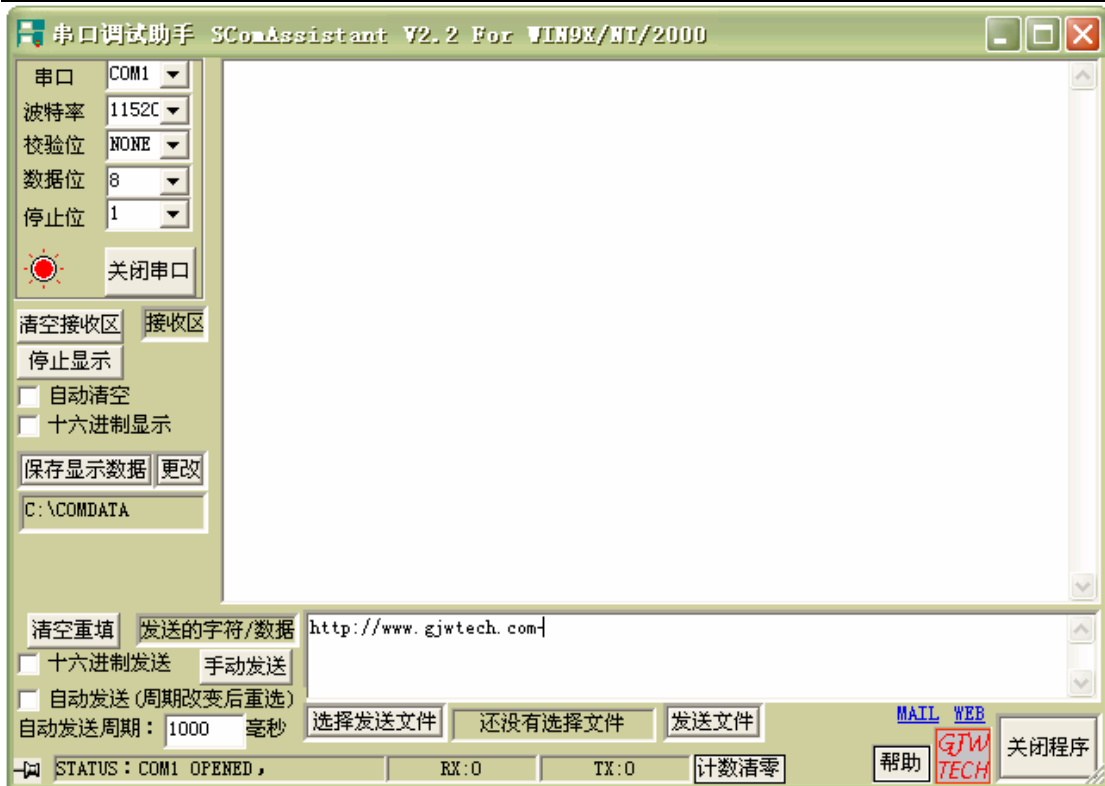 串口调试助手 SComAssistant V2.2 For WIN9X/NT/2000
串口 COM1
波特率 11520
校验位 NONE
数据位 8
停止位 1
关闭串口
清空接收区 接收区
停止显示
自动清空
十六进制显示
保存显示数据 更改
C:\COMDATA
清空重填 发送的字符/数据 http://www.gjwtech.com
十六进制发送 手动发送
自动发送(周期改变后重选)
自动发送周期： 1000 毫秒 选择发送文件 还没有选择文件 发送文件 MAIL WEB
STATUS：COM1 OPENED， RX:0 TX:0 计数清零 帮助 GJW TECH 关闭程序